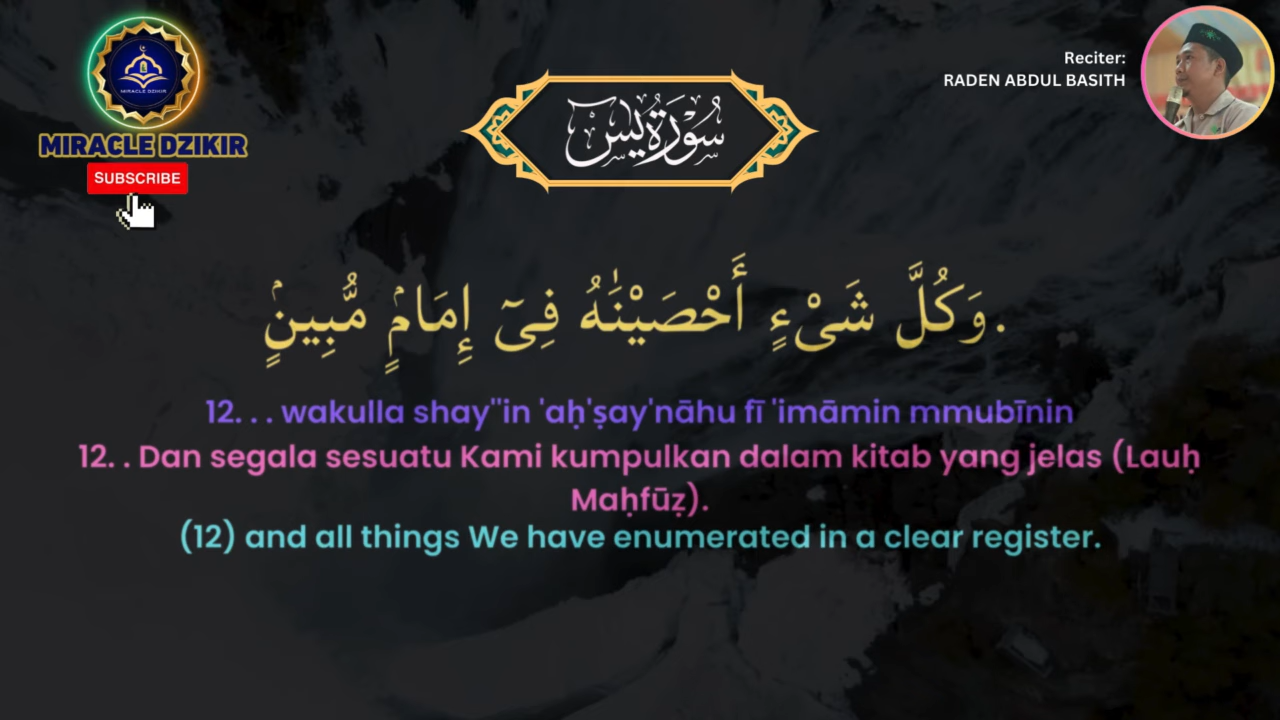 MIRACLE DZIKIR
MIRACLE DZIKIR
SUBSCRIBE
سُوْرَةُ يٰسٓ
Reciter:
RADEN ABDUL BASITH
. وَكُلَّ شَىْءٍ أَحْصَيْنَٰهُ فِىٓ إِمَامٍۢ مُّبِينٍۢ
12. . . wakulla shay''in 'aḥ'ṣay'nāhu fī 'imāmin mmubīnin
12. . Dan segala sesuatu Kami kumpulkan dalam kitab yang jelas (Lauḥ
Maḥfūẓ).
(12) and all things We have enumerated in a clear register.